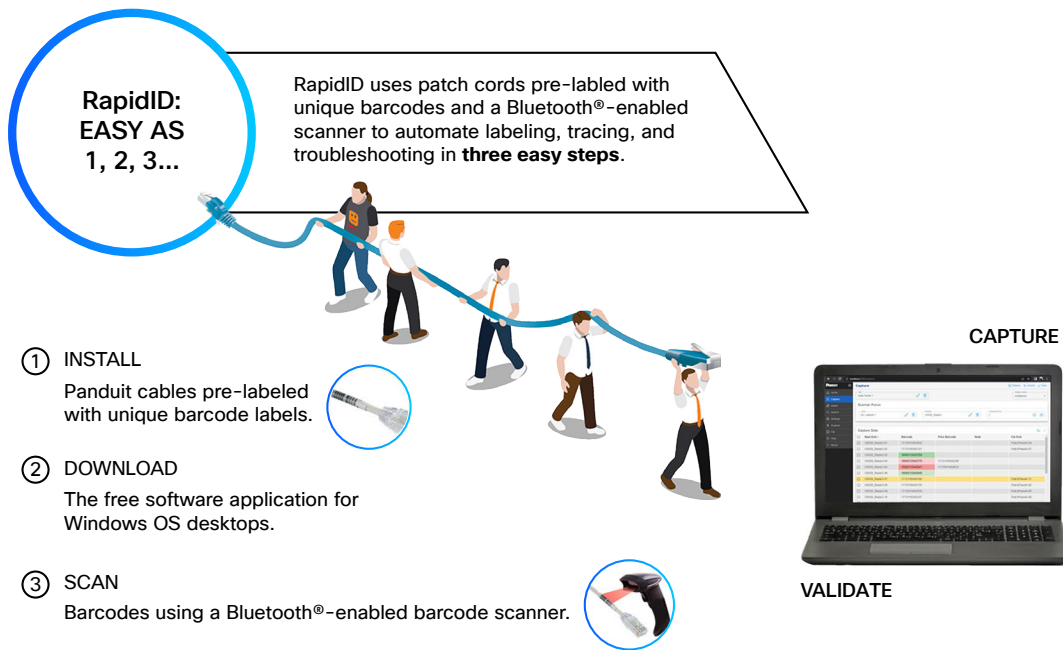 RapidID:
EASY AS
1, 2, 3...
RapidID uses patch cords pre-labled with
unique barcodes and a Bluetooth®-enabled
scanner to automate labeling, tracing, and
troubleshooting in three easy steps.
1 INSTALL
Panduit cables pre-labeled
with unique barcode labels.
2 DOWNLOAD
The free software application for
Windows OS desktops.
3 SCAN
Barcodes using a Bluetooth®-enabled barcode scanner.
CAPTURE
Capture
VALIDATE